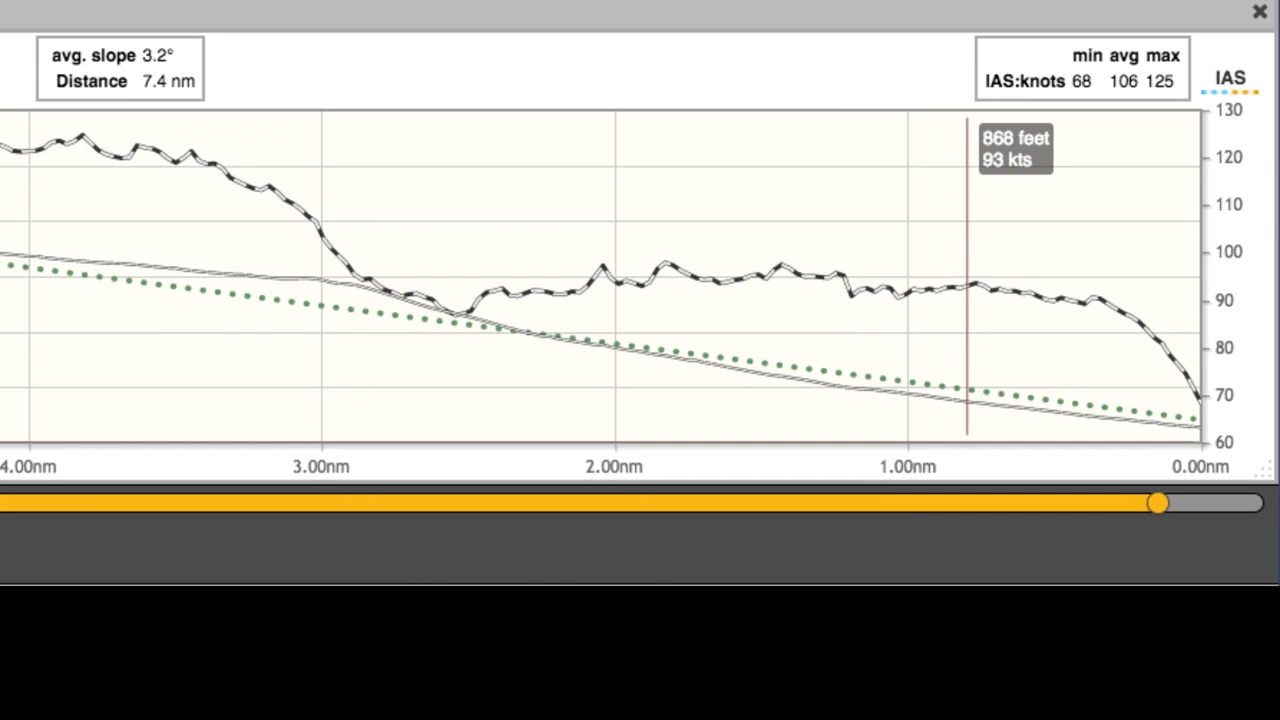 avg. slope 3.2°
Distance 7.4 nm
min avg max
IAS:knots 68 106 125
IAS
130
868 feet
93 kts
120
110
100
90
80
70
60
4.00nm 3.00nm 2.00nm 1.00nm 0.00nm